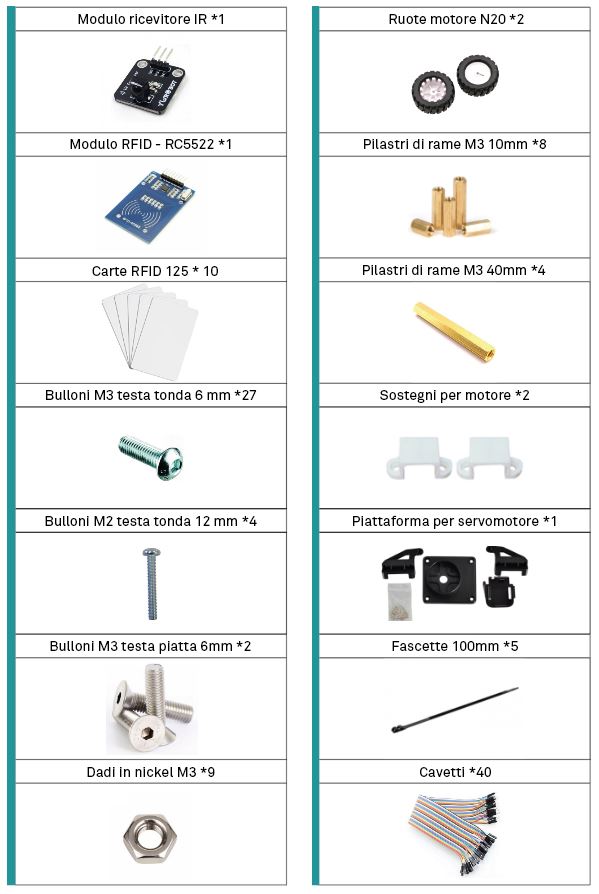 Modulo ricevitore IR *1
Modulo RFID - RC5522 *1
Carte RFID 125 * 10
Bulloni M3 testa tonda 6 mm *27
Bulloni M2 testa tonda 12 mm *4
Bulloni M3 testa piatta 6mm *2
Dadi in nickel M3 *9
Ruote motore N20 *2
Pilastri di rame M3 10mm *8
Pilastri di rame M3 40mm *4
Sostegni per motore *2
Piattaforma per servomotore *1
Fascette 100mm *5
Cavetti *40